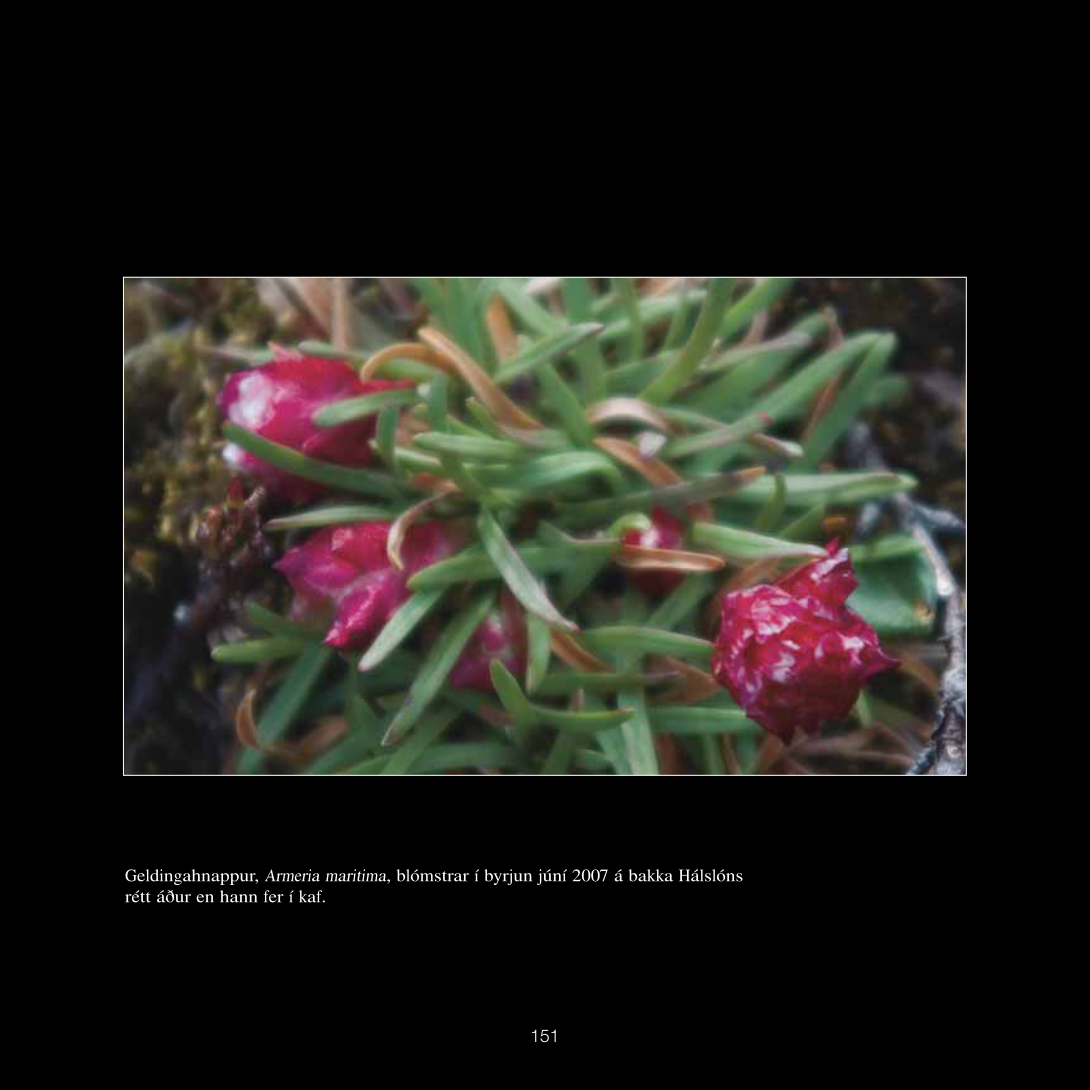 Geldingahnappur, Armeria maritima, blómstrar í byrjun júní 2007 á bakka Hálslóns
rétt áður en hann fer í kaf.
151